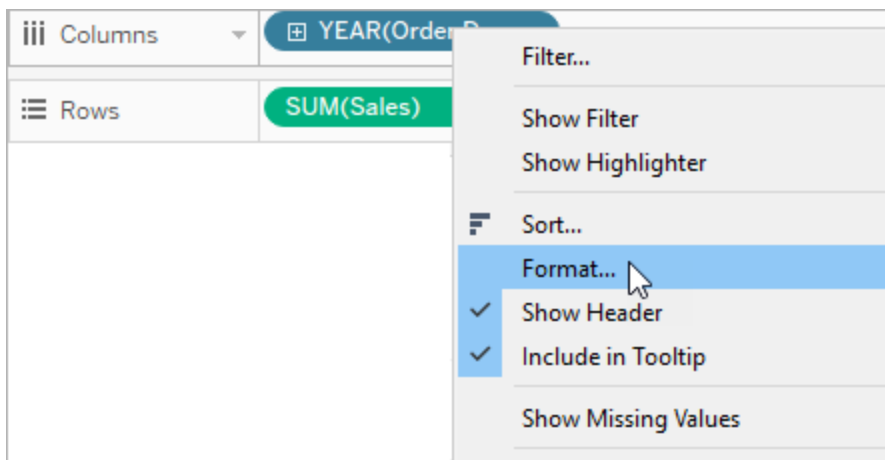 Columns
YEAR(Order D
Rows
SUM(Sales)
Filter...
Show Filter
Show Highlighter
Sort...
Format...
Show Header
Include in Tooltip
Show Missing Values